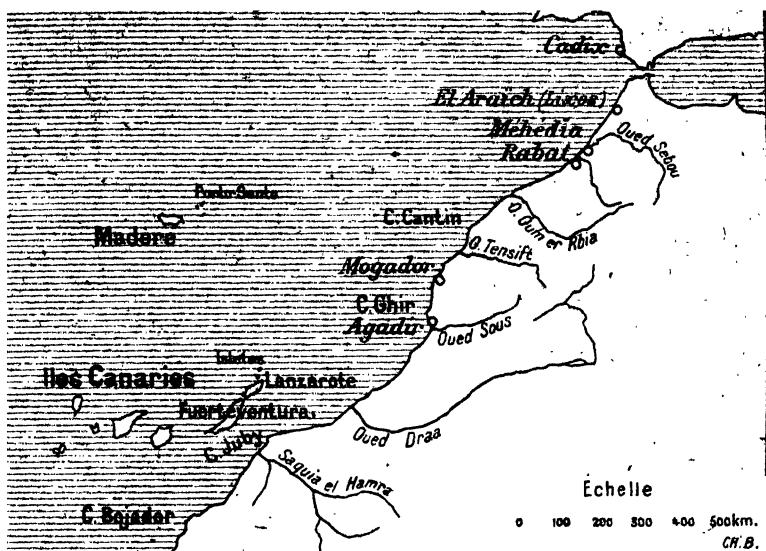 Cadix
El Araïch (Lixos)
Méhédia
Rabat
Oued Sebou
Porto-Santo
Madère
C. Cantin
O. Oum er Rbia
O. Tensift
Mogador
C. Ghir
Agadir
Oued Sous
Iles Canaries
Lanzarote
Fuerteventura.
C. Juby
Oued Draa
Saquia el Hamra
C. Bojador
Échelle
0 100 200 300 400 500km.
CH. B.